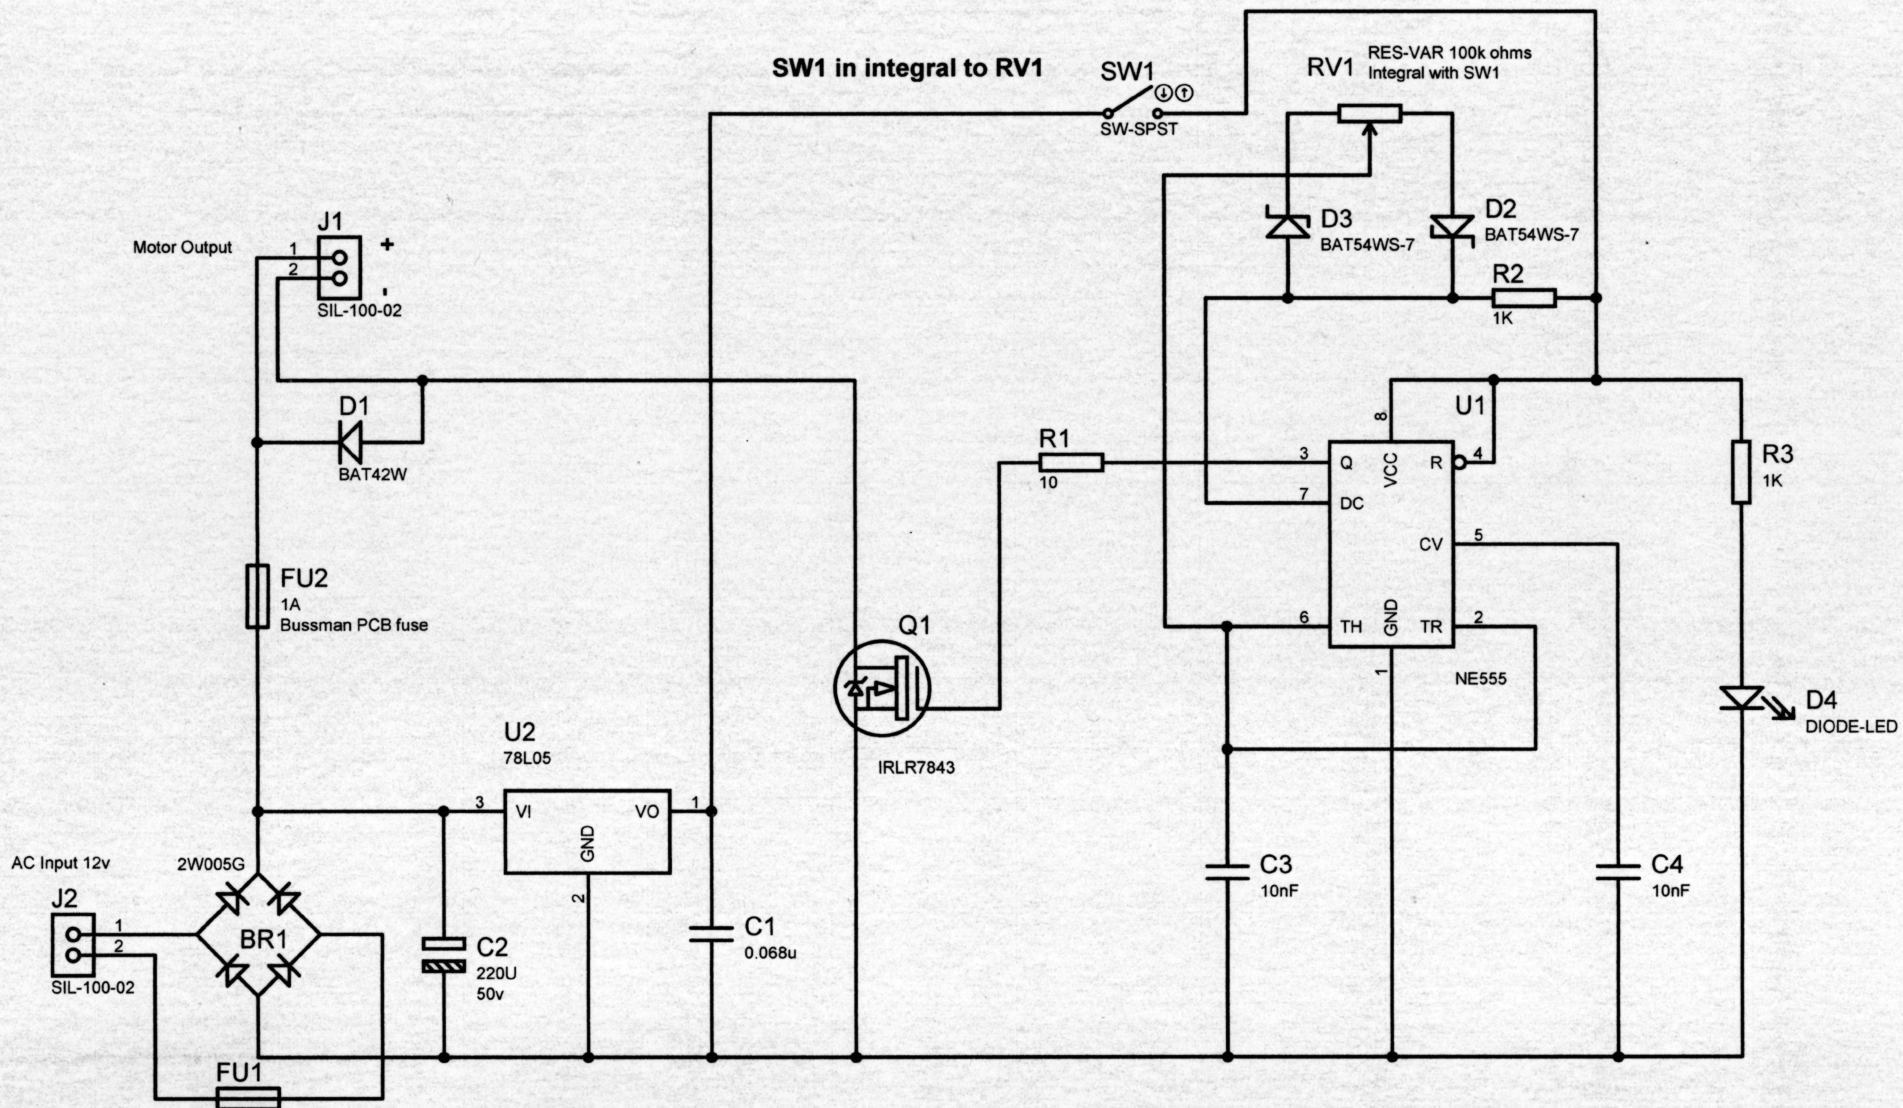 SW1 in integral to RV1
SW1
SW-SPST
RV1
RES-VAR 100k ohms
Integral with SW1
D3
BAT54WS-7
D2
BAT54WS-7
R2
1K
J1
Motor Output
1
2
+
-
SIL-100-02
D1
BAT42W
R1
10
U1
8
3
Q
VCC
R
4
7
DC
CV
5
6
TH
GND
TR
2
1
NE555
R3
1K
FU2
1A
Bussman PCB fuse
Q1
IRLR7843
D4
DIODE-LED
U2
78L05
3
VI
VO
1
GND
2
AC Input 12v
2W005G
J2
1
2
SIL-100-02
BR1
C2
220U
50v
C1
0.068u
C3
10nF
C4
10nF
FU1